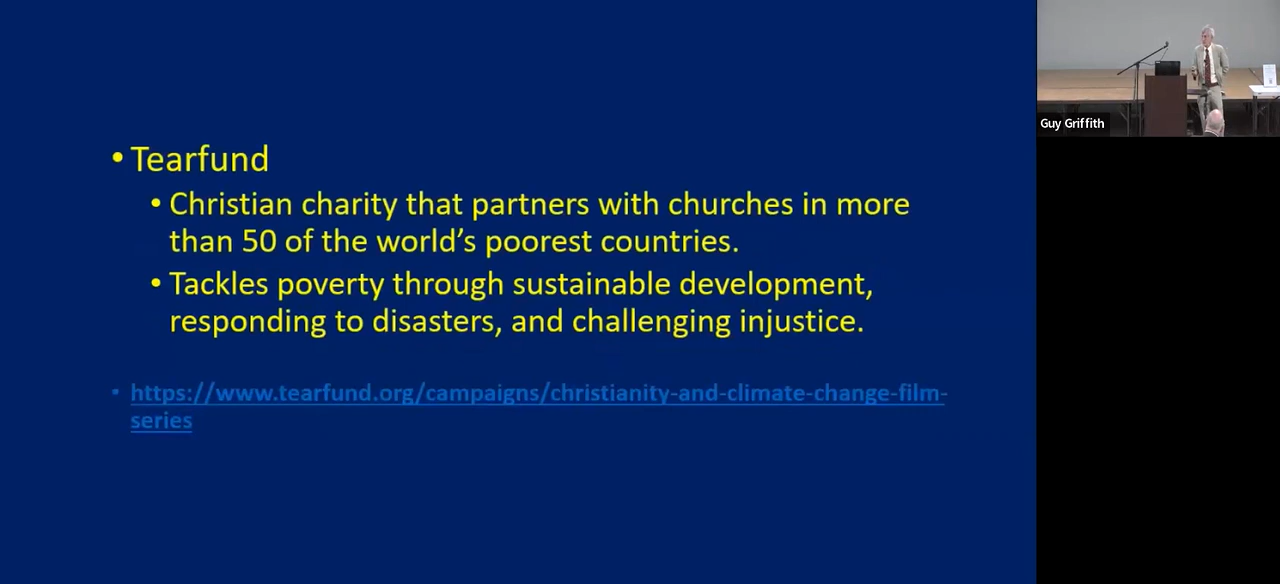 • Tearfund
• Christian charity that partners with churches in more
than 50 of the world’s poorest countries.
• Tackles poverty through sustainable development,
responding to disasters, and challenging injustice.
• https://www.tearfund.org/campaigns/christianity-and-climate-change-film-
series
Guy Griffith